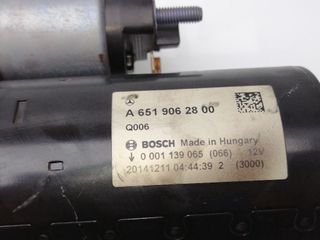 A 651 906 28 00
Q006
BOSCH Made in Hungary
0 001 139 065 (066) 12V
20141211 04:44:39 2 (3000)